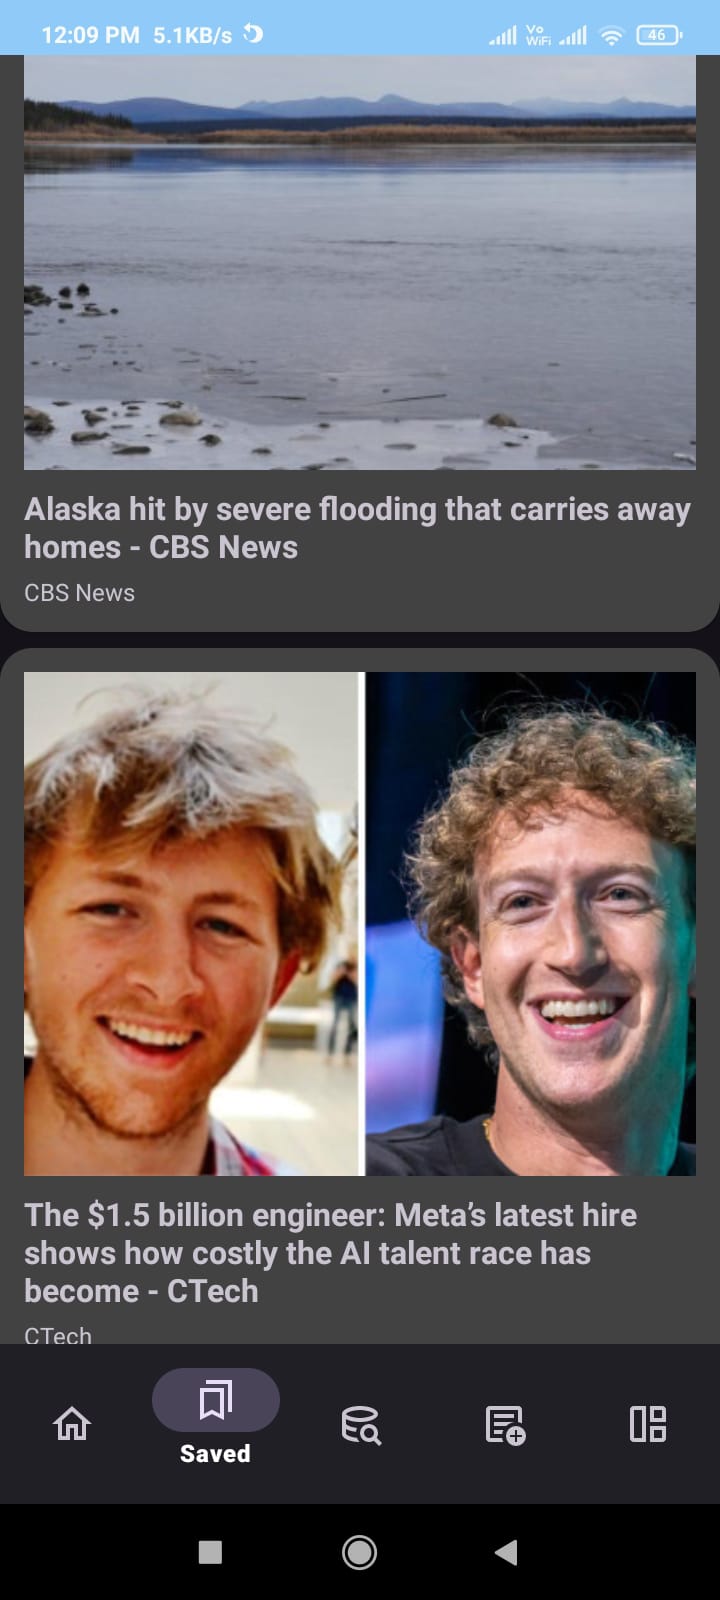 12:09 PM 5.1KB/s
Vo
WiFi
46
Alaska hit by severe flooding that carries away
homes - CBS News
CBS News
The $1.5 billion engineer: Meta’s latest hire
shows how costly the AI talent race has
become - CTech
CTech
Saved